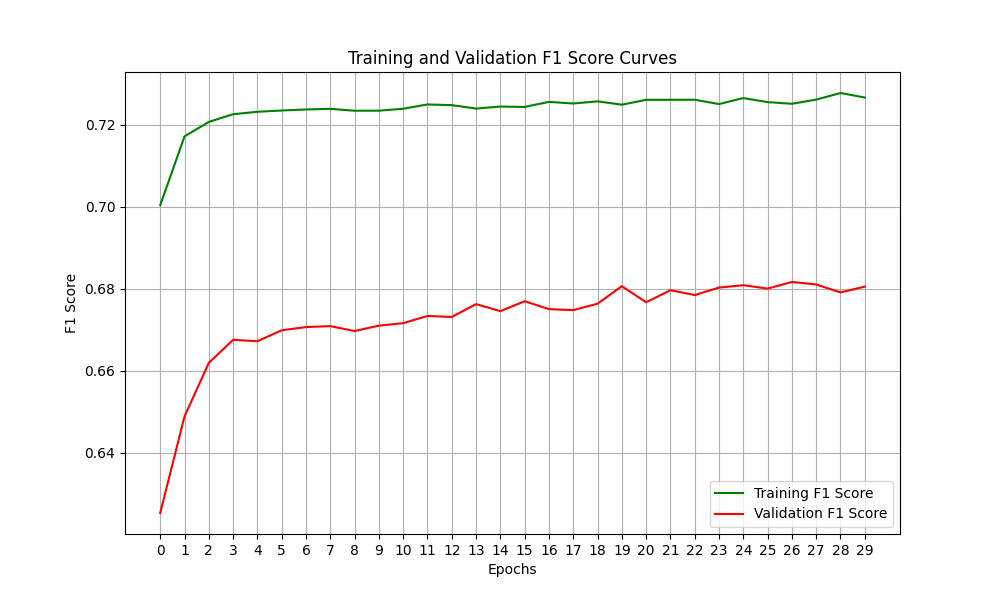 Training and Validation F1 Score Curves
F1 Score
0.72
0.70
0.68
0.66
0.64
Training F1 Score
Validation F1 Score
0 1 2 3 4 5 6 7 8 9 10 11 12 13 14 15 16 17 18 19 20 21 22 23 24 25 26 27 28 29
Epochs